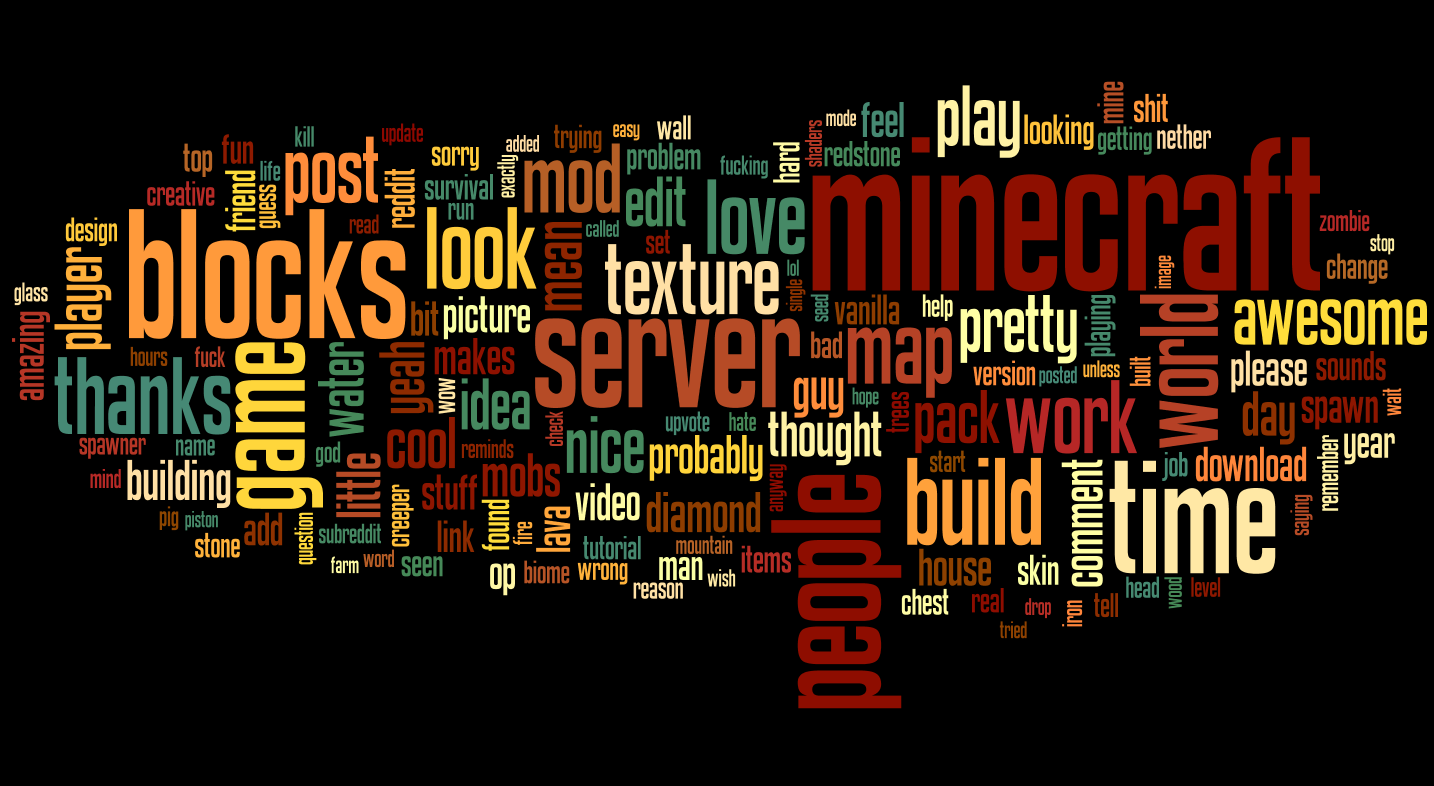 mine
play
shit
looking
getting
nether
mode
feel
shaders
redstone
hard
minecraft
easy
wall
trying
added
problem
fucking
kill
update
top
fun
life
post
sorry
exactly
mod
creative
friend
guess
reddit
survival
run
edit
love
zombie
design
read
called
blocks
look
mean
set
stop
player
texture
lol
image
change
glass
single
seed
vanilla
help
pretty
playing
world
awesome
bit
picture
server
amazing
bad
map
hours
fuck
water
yeah
makes
built
please
sounds
thanks
game
wow
idea
guy
version
posted
unless
hope
trees
pack
work
day
spawn
wait
check
upvote
hate
thought
spawner
name
god
cool
reminds
nice
probably
remember
year
mind
building
little
mobs
anyway
start
job
download
creeper
stuff
found
video
diamond
people
build
comment
time
saying
pig
piston
add
question
subreddit
link
fire
lava
stone
tutorial
mountain
items
farm
word
seen
op
biome
wrong
man
wish
reason
house
skin
chest
real
drop
iron
tell
head
wood
level
tried